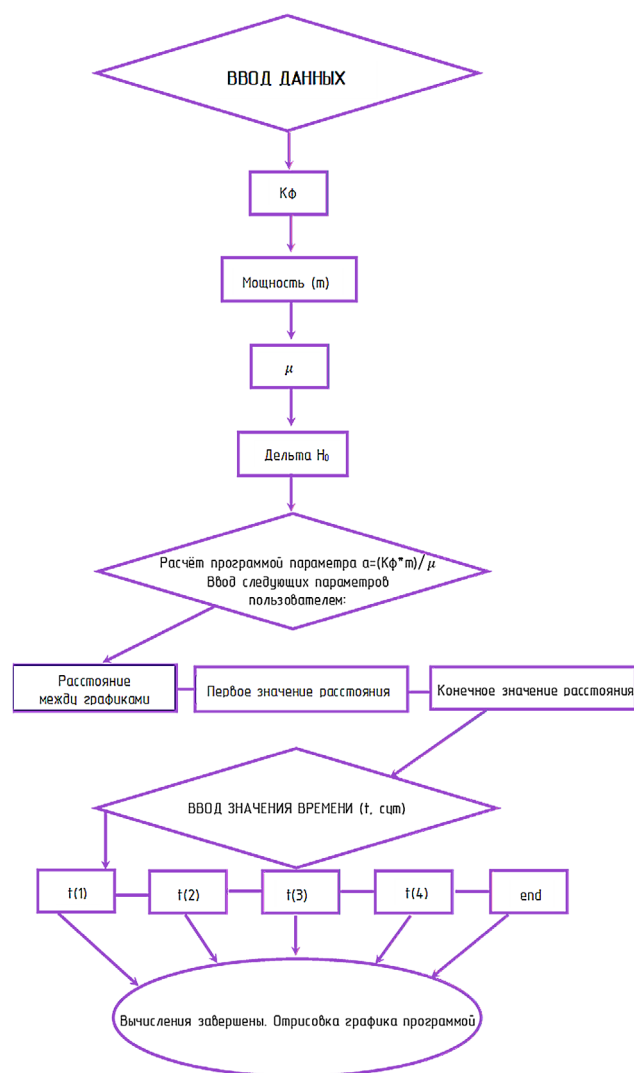 ВВОД ДАННЫХ
Кф
Мощность (m)
μ
Дельта H₀
Расчёт программой параметра a=(Кф*m)/μ
Ввод следующих параметров
пользователем:
Расстояние
между графиками
Первое значение расстояния
Конечное значение расстояния
ВВОД ЗНАЧЕНИЯ ВРЕМЕНИ (t, сут)
t(1)
t(2)
t(3)
t(4)
end
Вычисления завершены. Отрисовка графика программой